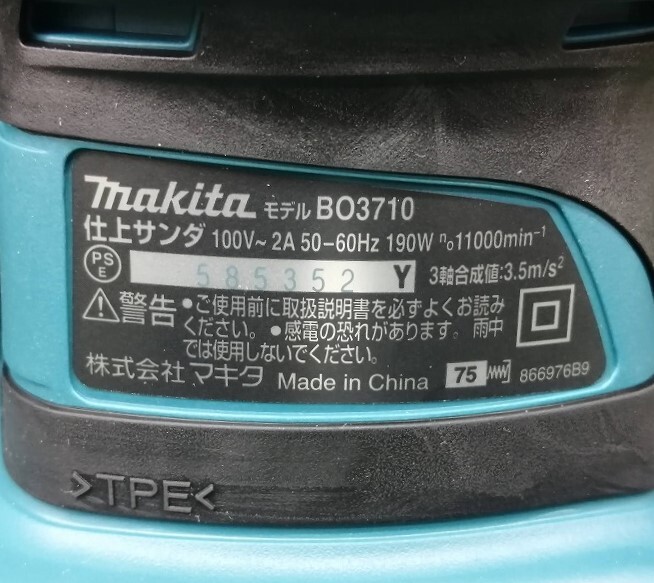 makita モデル BO3710
仕上サンダ 100V~ 2A 50-60Hz 190W n₀11000min⁻¹
PSE 585352 Y 3軸合成値:3.5m/s²
警告 ●ご使用前に取扱説明書を必ずよくお読み
ください。 ●感電の恐れがあります。雨中
では使用しないでください。
株式会社 マキタ Made in China 75 866976B9
>TPE<